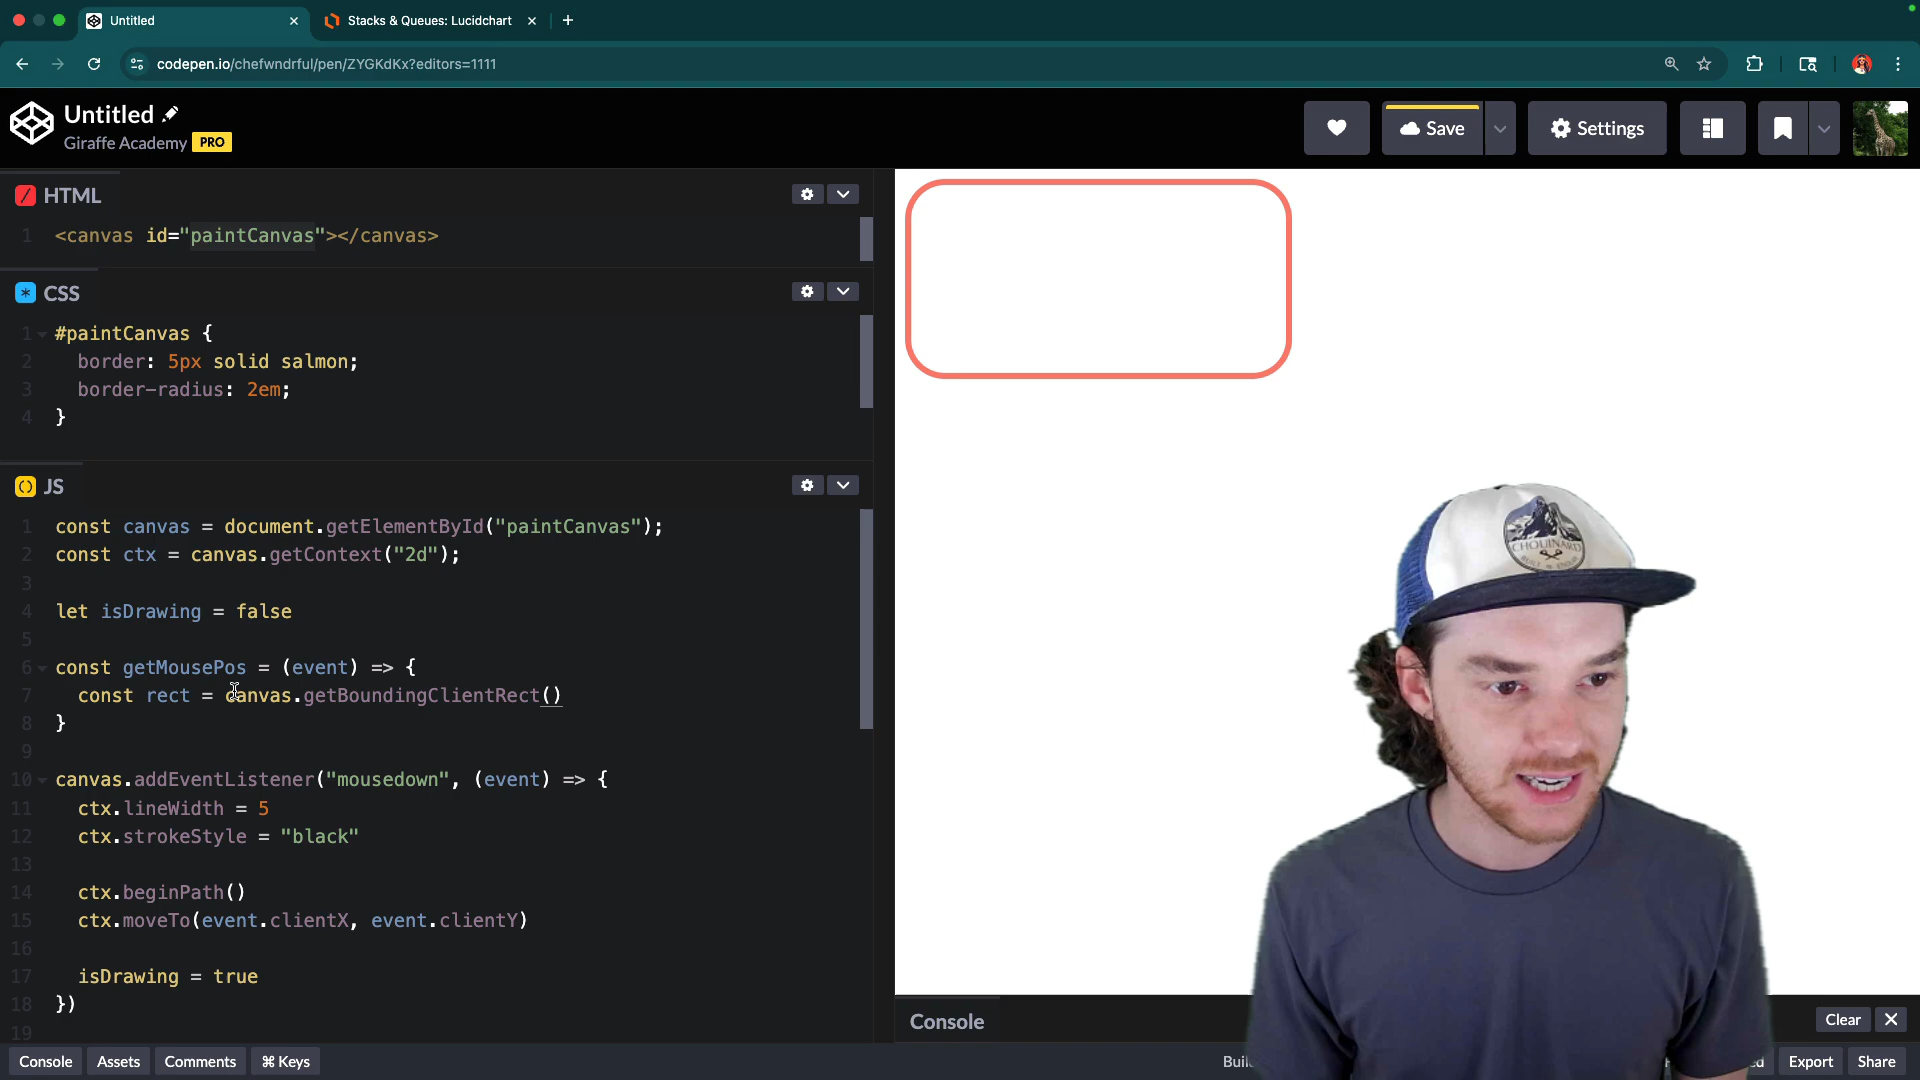 Untitled
Stacks & Queues: Lucidchart
codepen.io/chefwndrful/pen/ZYGKdKx?editors=1111
Untitled
Giraffe Academy PRO
Save
Settings
HTML
1 <canvas id="paintCanvas"></canvas>
CSS
1 #paintCanvas {
2 border: 5px solid salmon;
3 border-radius: 2em;
4 }
JS
1 const canvas = document.getElementById("paintCanvas");
2 const ctx = canvas.getContext("2d");
3
4 let isDrawing = false
5
6 const getMousePos = (event) => {
7 const rect = canvas.getBoundingClientRect()
8 }
9
10 canvas.addEventListener("mousedown", (event) => {
11 ctx.lineWidth = 5
12 ctx.strokeStyle = "black"
13
14 ctx.beginPath()
15 ctx.moveTo(event.clientX, event.clientY)
16
17 isDrawing = true
18 })
19
CHOUINARD
Console
Clear
Console
Assets
Comments
⌘ Keys
Export
Share